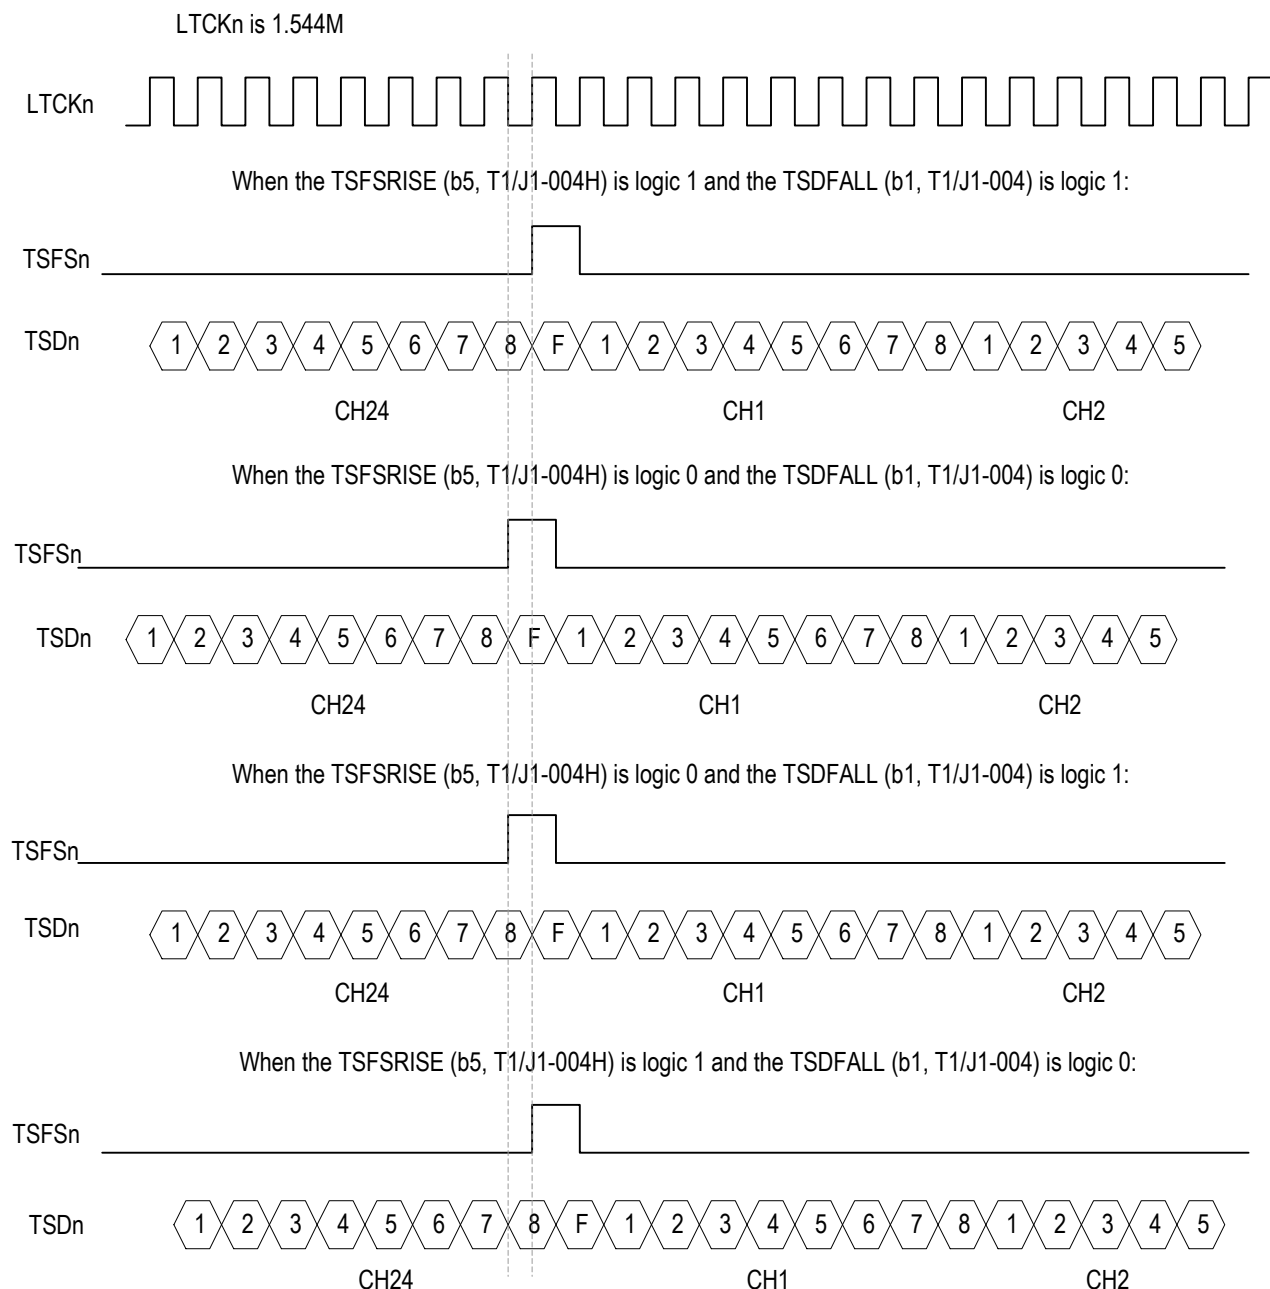 LTCKn is 1.544M
LTCKn
When the TSFSRISE (b5, T1/J1-004H) is logic 1 and the TSDFALL (b1, T1/J1-004) is logic 1:
TSFSn
TSDn 1 2 3 4 5 6 7 8 F 1 2 3 4 5 6 7 8 1 2 3 4 5
CH24 CH1 CH2
When the TSFSRISE (b5, T1/J1-004H) is logic 0 and the TSDFALL (b1, T1/J1-004) is logic 0:
TSFSn
TSDn 1 2 3 4 5 6 7 8 F 1 2 3 4 5 6 7 8 1 2 3 4 5
CH24 CH1 CH2
When the TSFSRISE (b5, T1/J1-004H) is logic 0 and the TSDFALL (b1, T1/J1-004) is logic 1:
TSFSn
TSDn 1 2 3 4 5 6 7 8 F 1 2 3 4 5 6 7 8 1 2 3 4 5
CH24 CH1 CH2
When the TSFSRISE (b5, T1/J1-004H) is logic 1 and the TSDFALL (b1, T1/J1-004) is logic 0:
TSFSn
TSDn 1 2 3 4 5 6 7 8 F 1 2 3 4 5 6 7 8 1 2 3 4 5
CH24 CH1 CH2